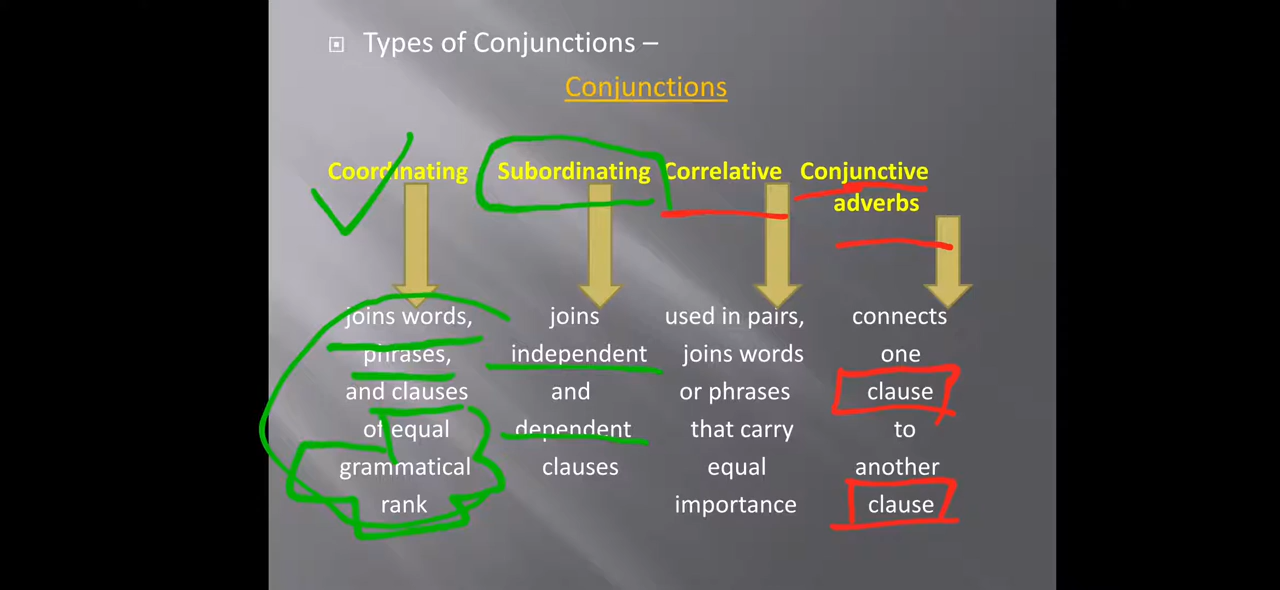 Types of Conjunctions –
Conjunctions
Coordinating
joins words,
phrases,
and clauses
of equal
grammatical
rank
Subordinating
joins
independent
and
dependent
clauses
Correlative
used in pairs,
joins words
or phrases
that carry
equal
importance
Conjunctive
adverbs
connects
one
clause
to
another
clause